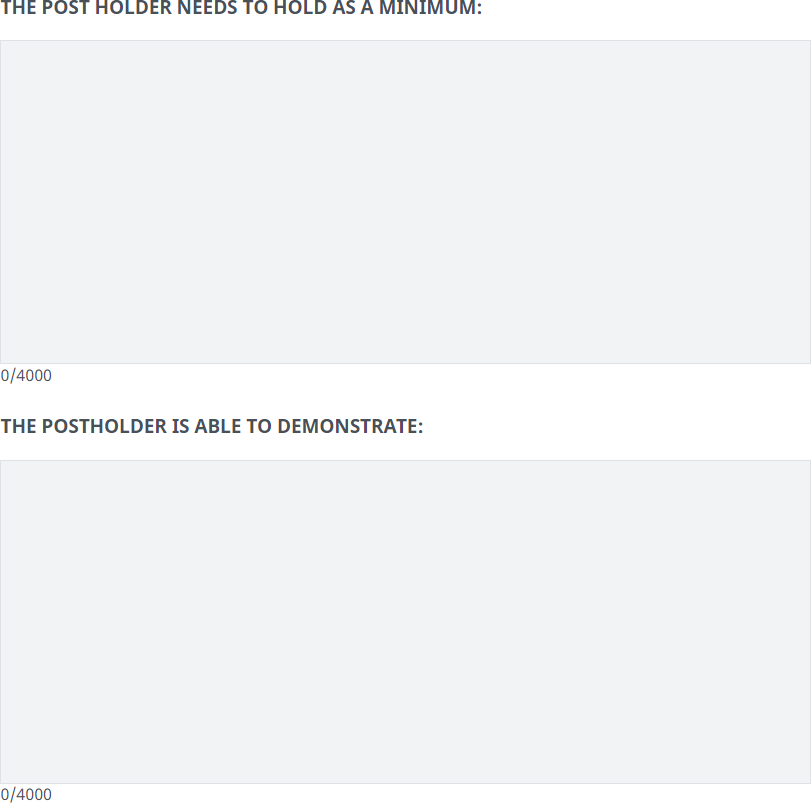 THE POST HOLDER NEEDS TO HOLD AS A MINIMUM:
0/4000
THE POSTHOLDER IS ABLE TO DEMONSTRATE:
0/4000